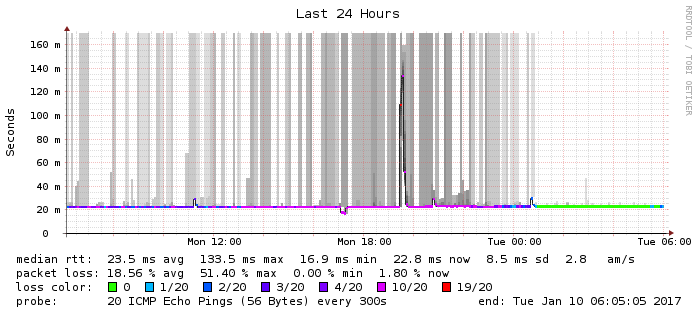 Last 24 Hours
RRDTOOL / TOBI OETIKER
Seconds
160 m
140 m
120 m
100 m
80 m
60 m
40 m
20 m
0
Mon 12:00 Mon 18:00 Tue 00:00 Tue 06:00
median rtt: 23.5 ms avg 133.5 ms max 16.9 ms min 22.8 ms now 8.5 ms sd 2.8 am/s
packet loss: 18.56 % avg 51.40 % max 0.00 % min 1.80 % now
loss color: 0 1/20 2/20 3/20 4/20 10/20 19/20
probe: 20 ICMP Echo Pings (56 Bytes) every 300s end: Tue Jan 10 06:05:05 2017